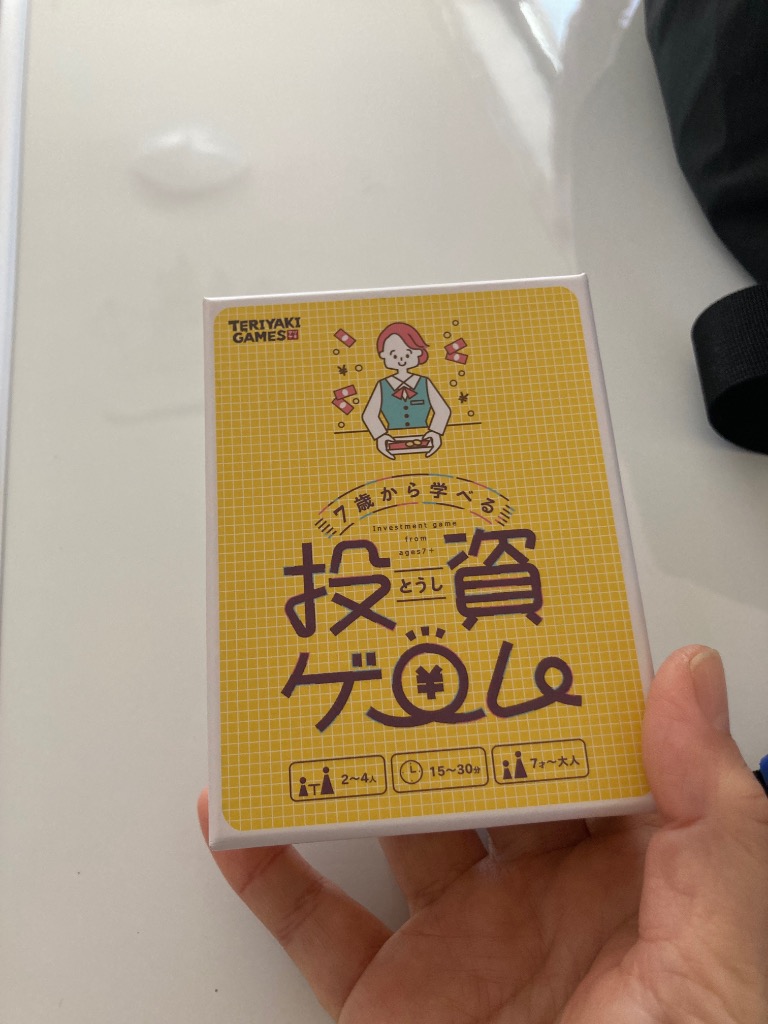 TERIYAKI
GAMES
7歳から学べる
Investment game
from
ages7+
投資
とうし
ゲーム
¥
2〜4人
15〜30分
7才〜大人